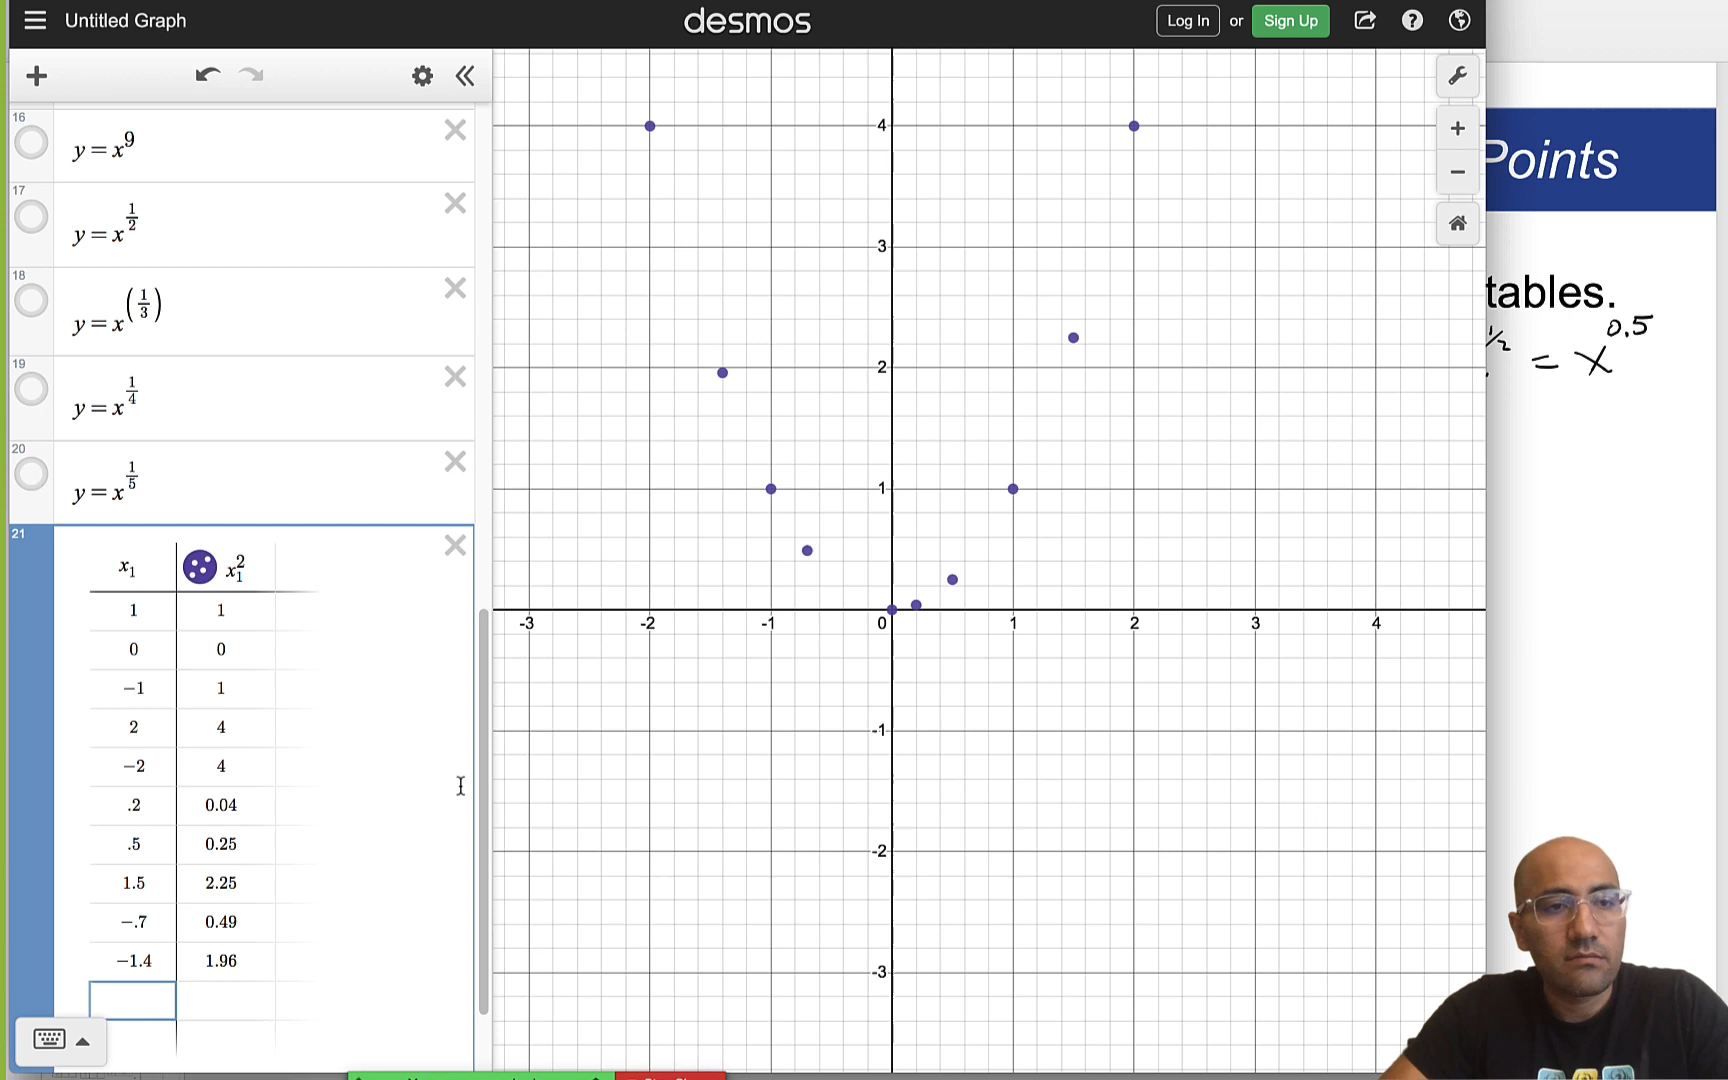 Untitled Graph
desmos
Log In or Sign Up
16
y = x^9
17
y = x^(1/2)
18
y = x^(1/3)
19
y = x^(1/4)
20
y = x^(1/5)
21
x₁ x₁²
1 1
0 0
−1 1
2 4
−2 4
.2 0.04
.5 0.25
1.5 2.25
−.7 0.49
−1.4 1.96
4
3
2
1
-3 -2 -1 0 1 2 3 4
-1
-2
-3
Points
tables.
1/2 = x^0.5